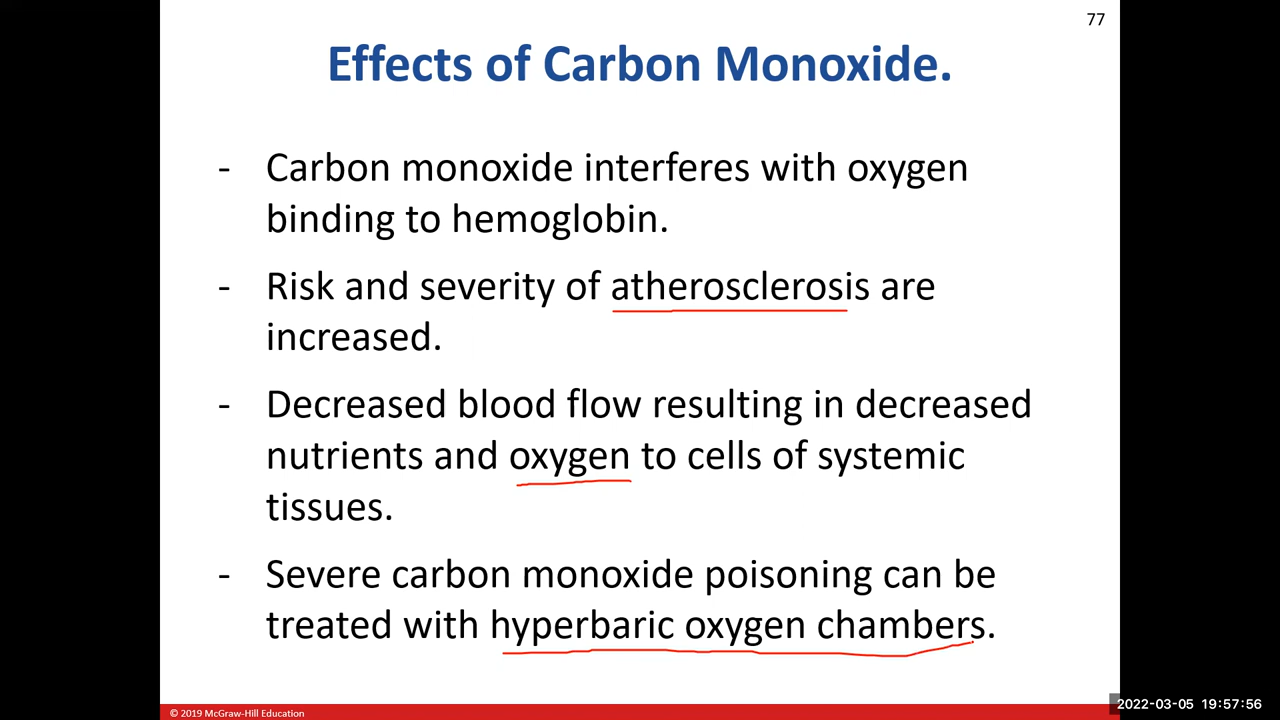 77
Effects of Carbon Monoxide.
- Carbon monoxide interferes with oxygen
binding to hemoglobin.
- Risk and severity of atherosclerosis are
increased.
- Decreased blood flow resulting in decreased
nutrients and oxygen to cells of systemic
tissues.
- Severe carbon monoxide poisoning can be
treated with hyperbaric oxygen chambers.
© 2019 McGraw-Hill Education
2022-03-05 19:57:56